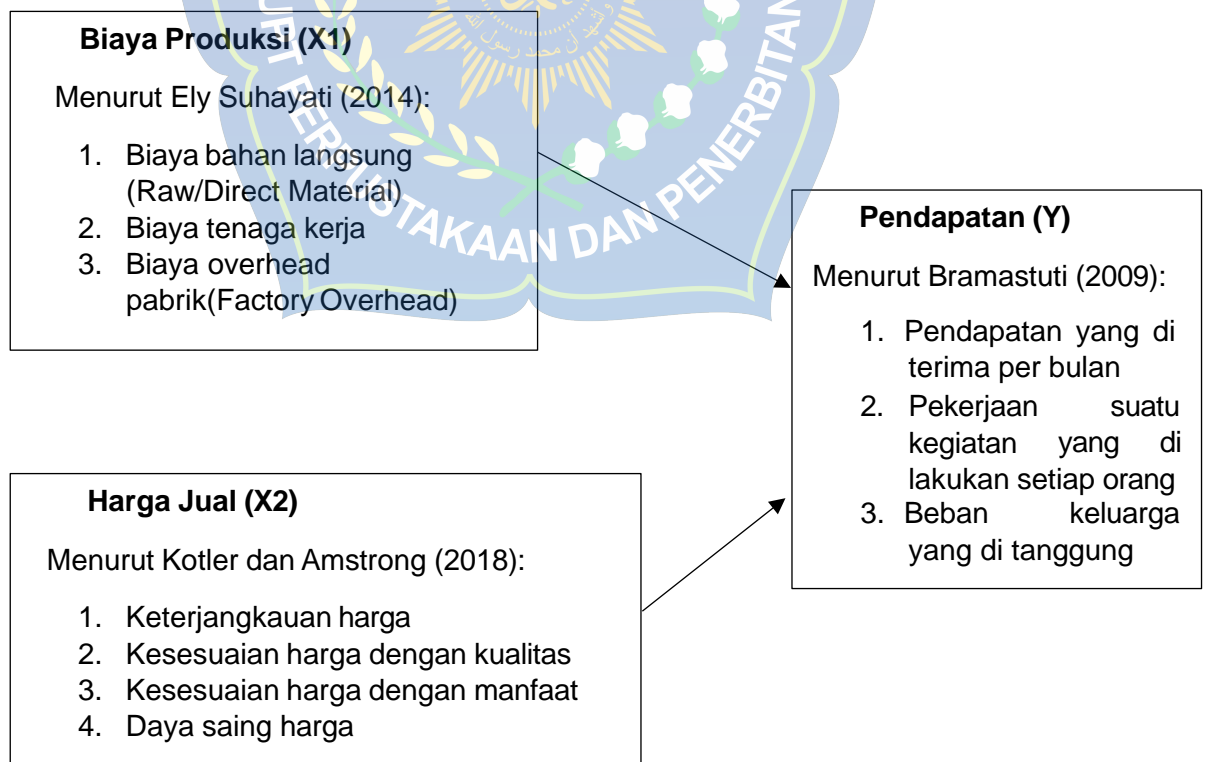 Biaya Produksi (X1)
Menurut Ely Suhayati (2014):
1. Biaya bahan langsung
(Raw/Direct Material)
2. Biaya tenaga kerja
3. Biaya overhead
pabrik(Factory Overhead)
Harga Jual (X2)
Menurut Kotler dan Amstrong (2018):
1. Keterjangkauan harga
2. Kesesuaian harga dengan kualitas
3. Kesesuaian harga dengan manfaat
4. Daya saing harga
Pendapatan (Y)
Menurut Bramastuti (2009):
1. Pendapatan yang di
terima per bulan
2. Pekerjaan suatu
kegiatan yang di
lakukan setiap orang
3. Beban keluarga
yang di tanggung
PERPUSTAKAAN DAN PENERBITAN